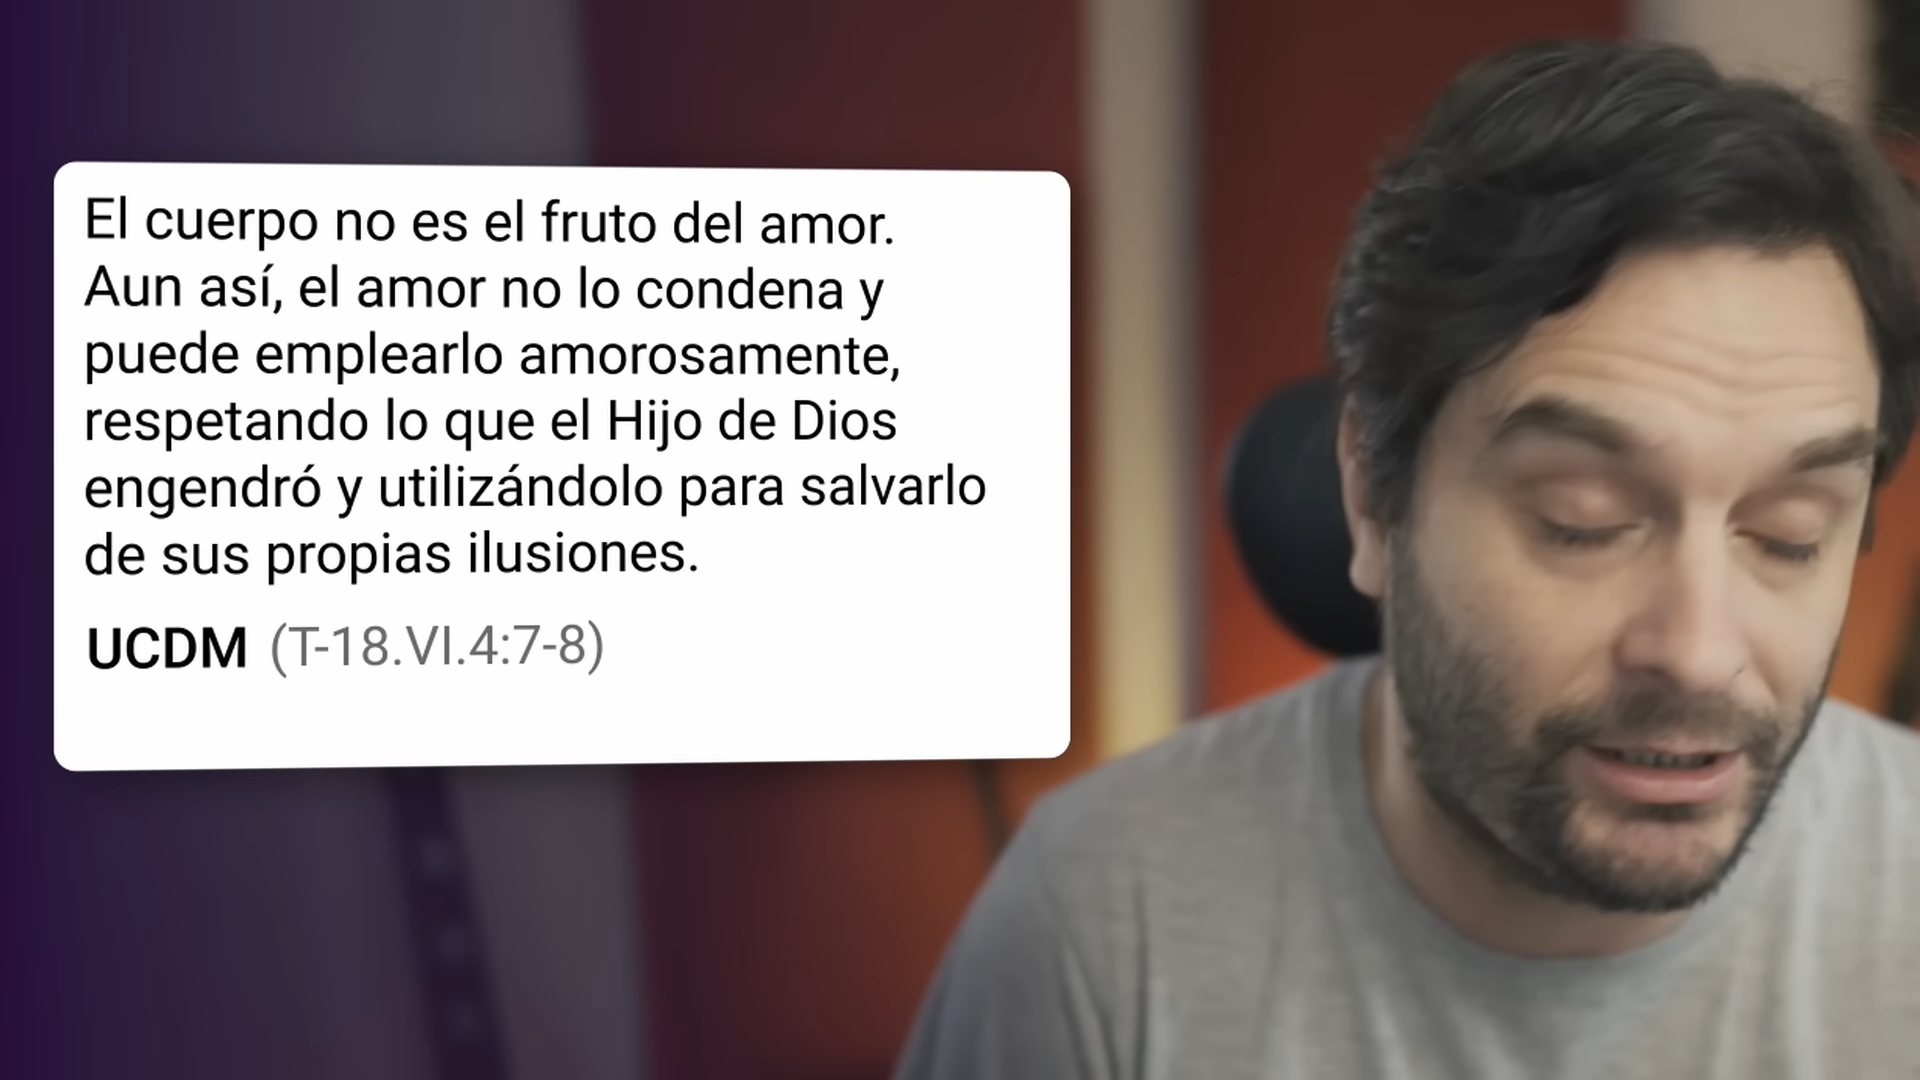 El cuerpo no es el fruto del amor.
Aun así, el amor no lo condena y
puede emplearlo amorosamente,
respetando lo que el Hijo de Dios
engendró y utilizándolo para salvarlo
de sus propias ilusiones.
UCDM (T-18.VI.4:7-8)